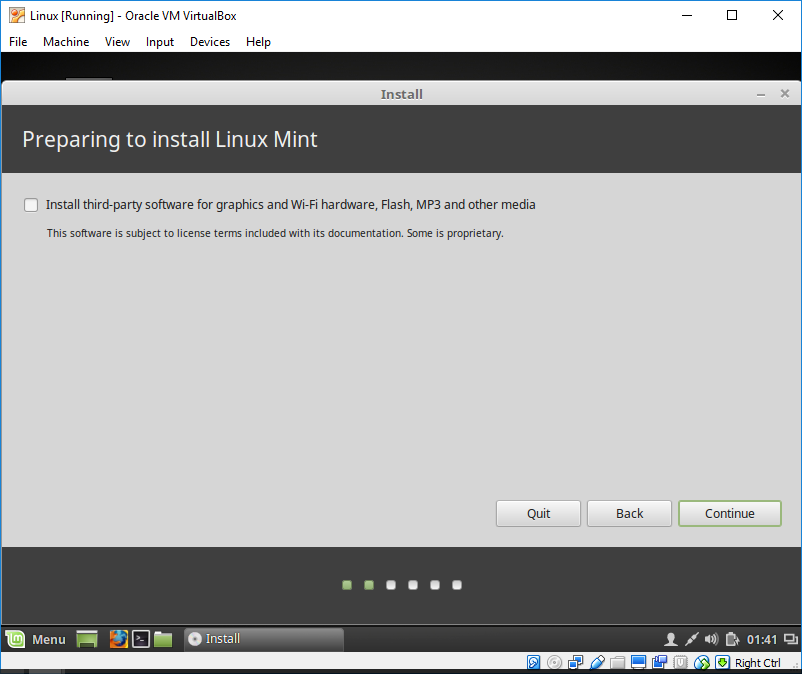 Linux [Running] - Oracle VM VirtualBox
File Machine View Input Devices Help
Install
Preparing to install Linux Mint
Install third-party software for graphics and Wi-Fi hardware, Flash, MP3 and other media
This software is subject to license terms included with its documentation. Some is proprietary.
Quit Back Continue
Menu Install 01:41
Right Ctrl